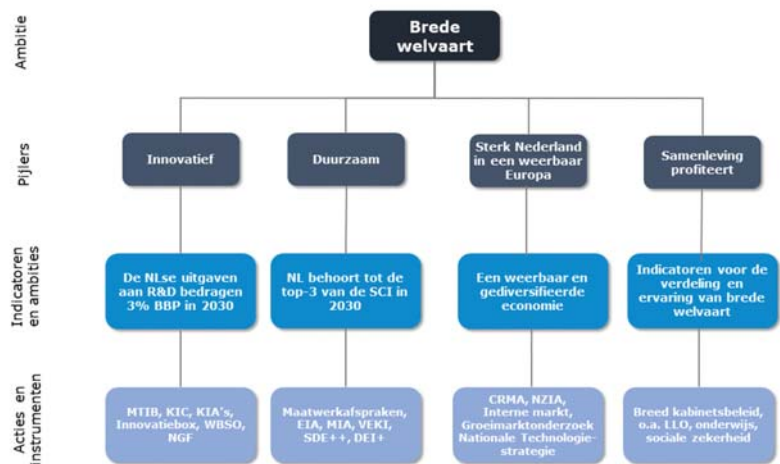 Ambitie
Brede
welvaart
Pijlers
Innovatief
Duurzaam
Sterk Nederland
in een weerbaar
Europa
Samenleving
profiteert
Indicatoren
en ambities
De NLse uitgaven
aan R&D bedragen
3% BBP in 2030
NL behoort tot de
top-3 van de SCI in
2030
Een weerbaar en
gediversifieerde
economie
Indicatoren voor de
verdeling en
ervaring van brede
welvaart
Acties en
instrumenten
MTIB, KIC, KIA's,
Innovatiebox, WBSO,
NGF
Maatwerkafspraken,
EIA, MIA, VEKI,
SDE++, DEI+
CRMA, NZIA,
Interne markt,
Groeimarktonderzoek
Nationale Technologie-
strategie
Breed kabinetsbeleid,
o.a. LLO, onderwijs,
sociale zekerheid